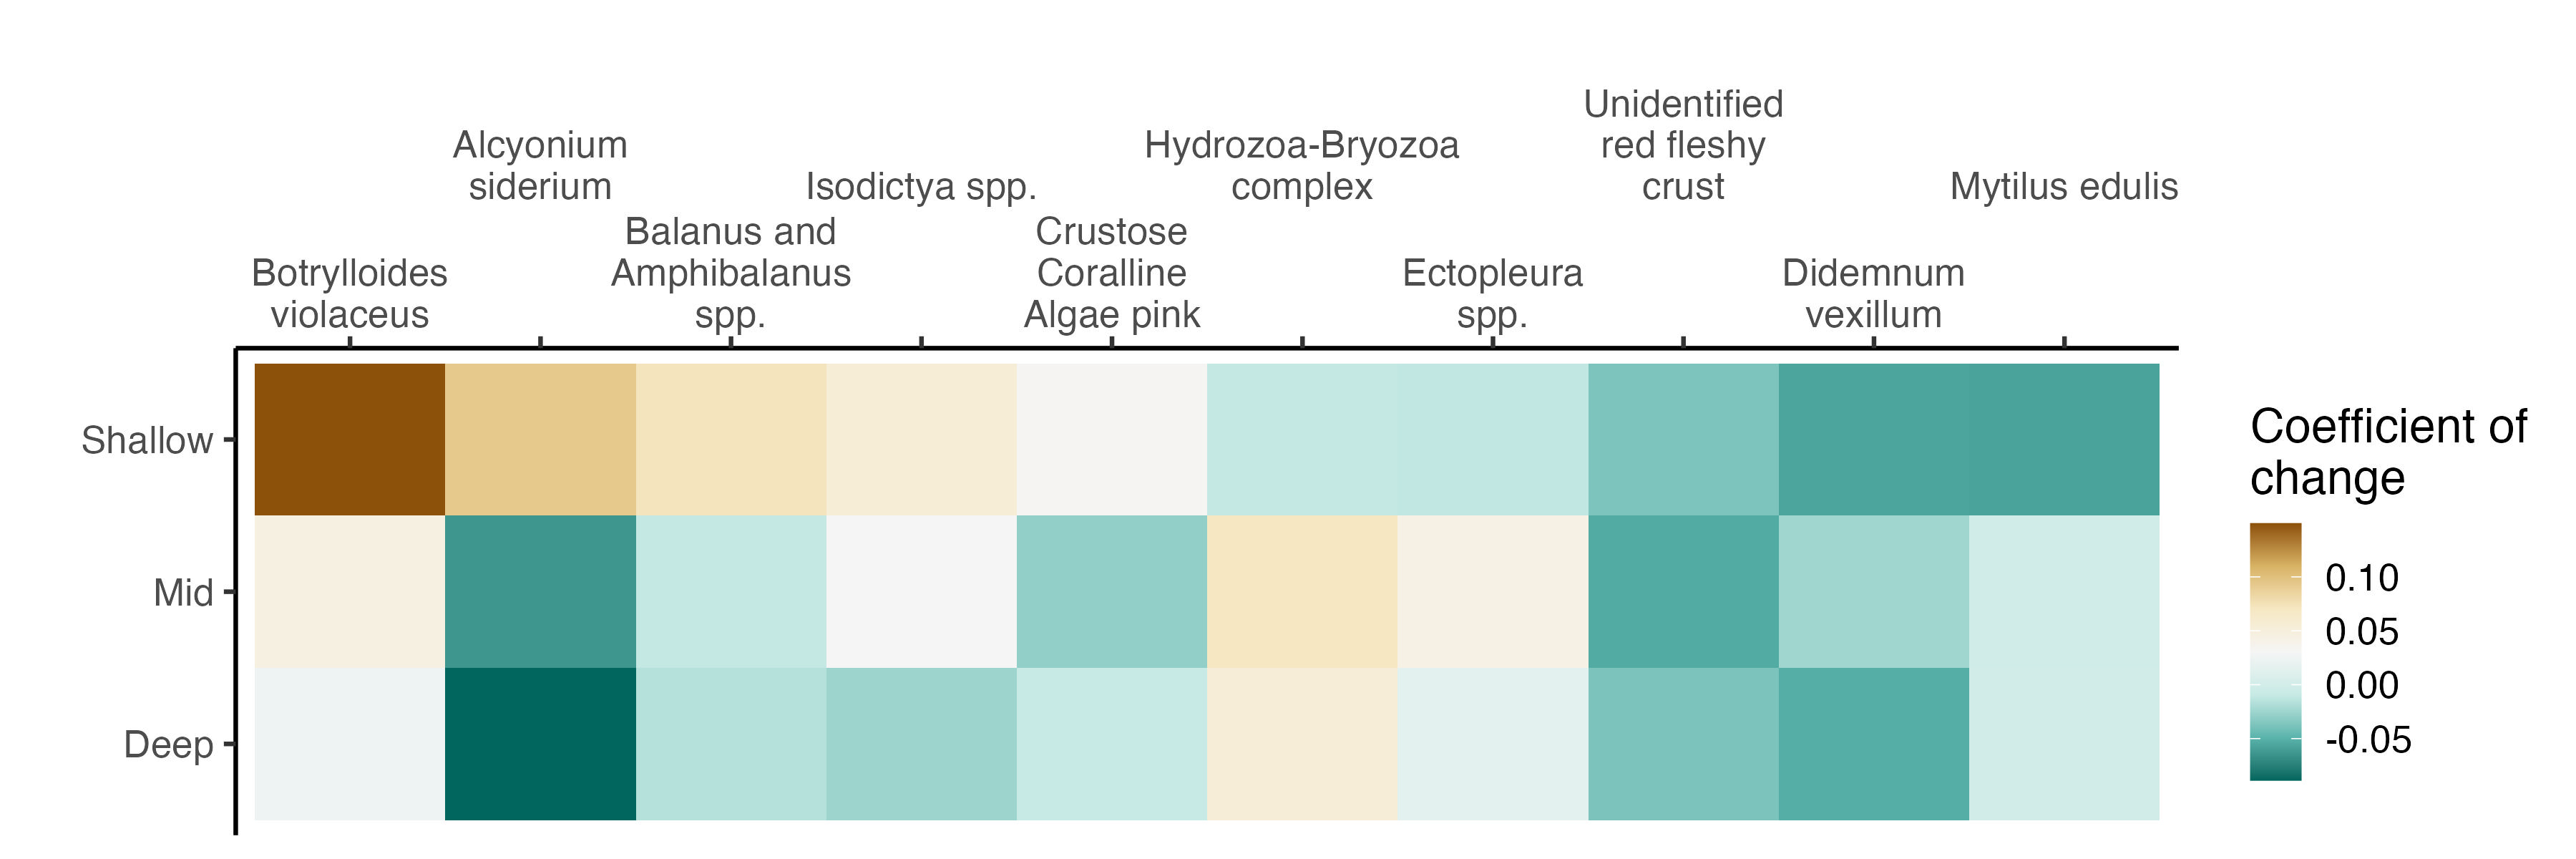 Botrylloides
violaceus
Alcyonium
siderium
Balanus and
Amphibalanus
spp.
Isodictya spp.
Crustose
Coralline
Algae pink
Hydrozoa-Bryozoa
complex
Ectopleura
spp.
Unidentified
red fleshy
crust
Didemnum
vexillum
Mytilus edulis
Shallow
Mid
Deep
Coefficient of
change
0.10
0.05
0.00
-0.05